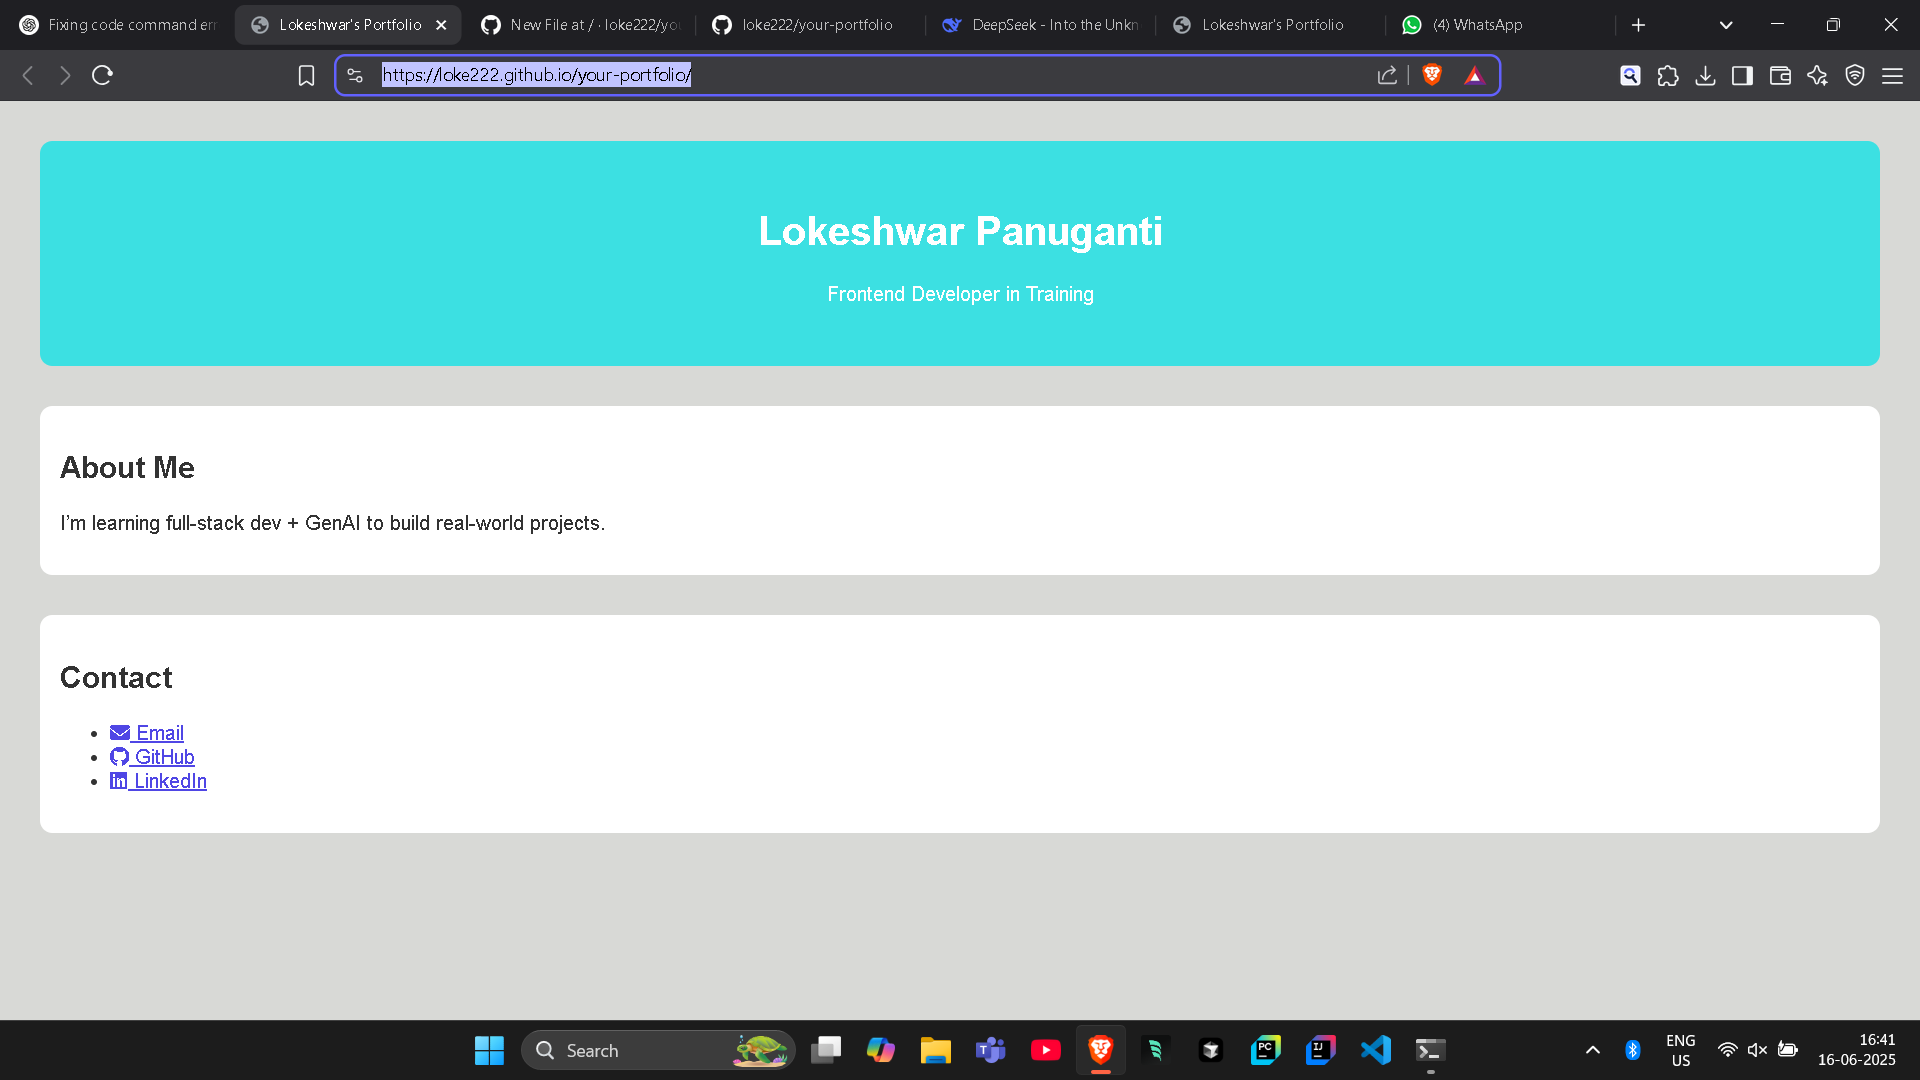 Fixing code command err
Lokeshwar's Portfolio
New File at / · loke222/you
loke222/your-portfolio
DeepSeek - Into the Unkn
Lokeshwar's Portfolio
(4) WhatsApp
https://loke222.github.io/your-portfolio/
Lokeshwar Panuganti
Frontend Developer in Training
About Me
I’m learning full-stack dev + GenAI to build real-world projects.
Contact
Email
GitHub
LinkedIn
Search
ENG
US
16:41
16-06-2025